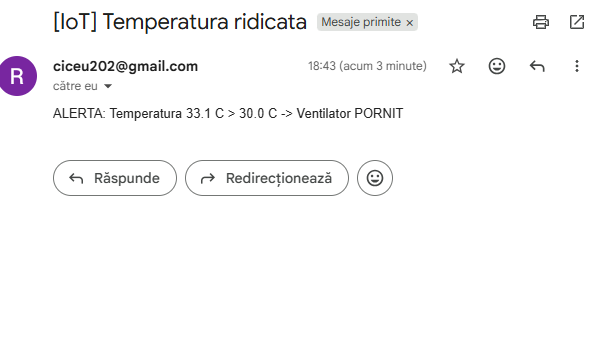 [IoT] Temperatura ridicata Mesaje primite ×
R
ciceu202@gmail.com 18:43 (acum 3 minute)
către eu
ALERTA: Temperatura 33.1 C > 30.0 C -> Ventilator PORNIT
Răspunde Redirecționează